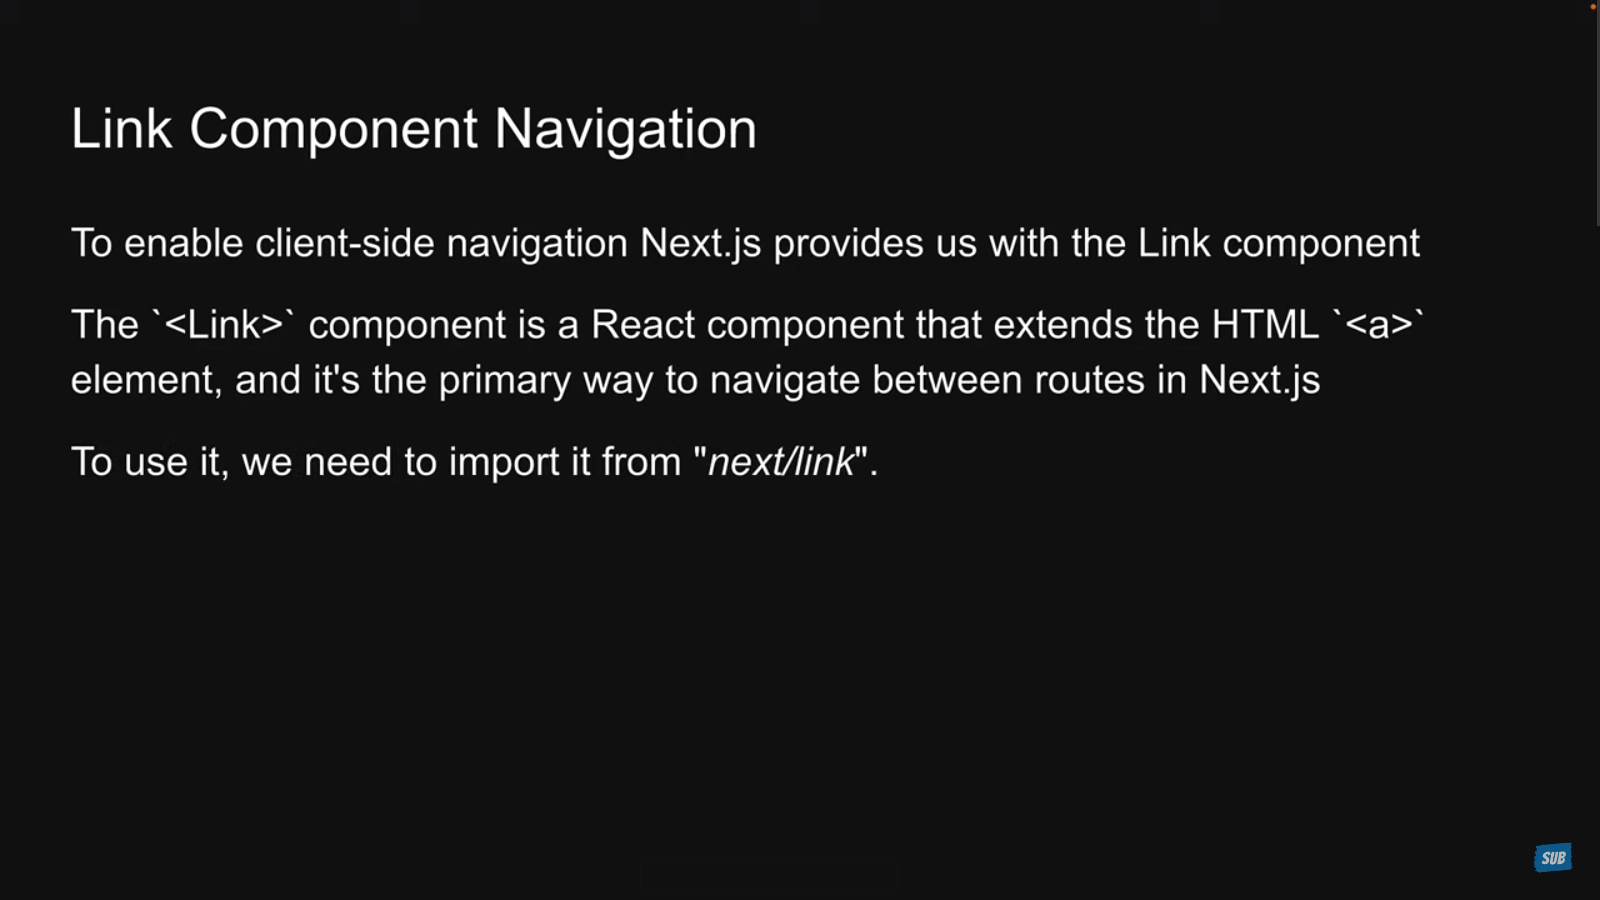 Link Component Navigation
To enable client-side navigation Next.js provides us with the Link component
The `<Link>` component is a React component that extends the HTML `<a>`
element, and it's the primary way to navigate between routes in Next.js
To use it, we need to import it from "next/link".
SUB